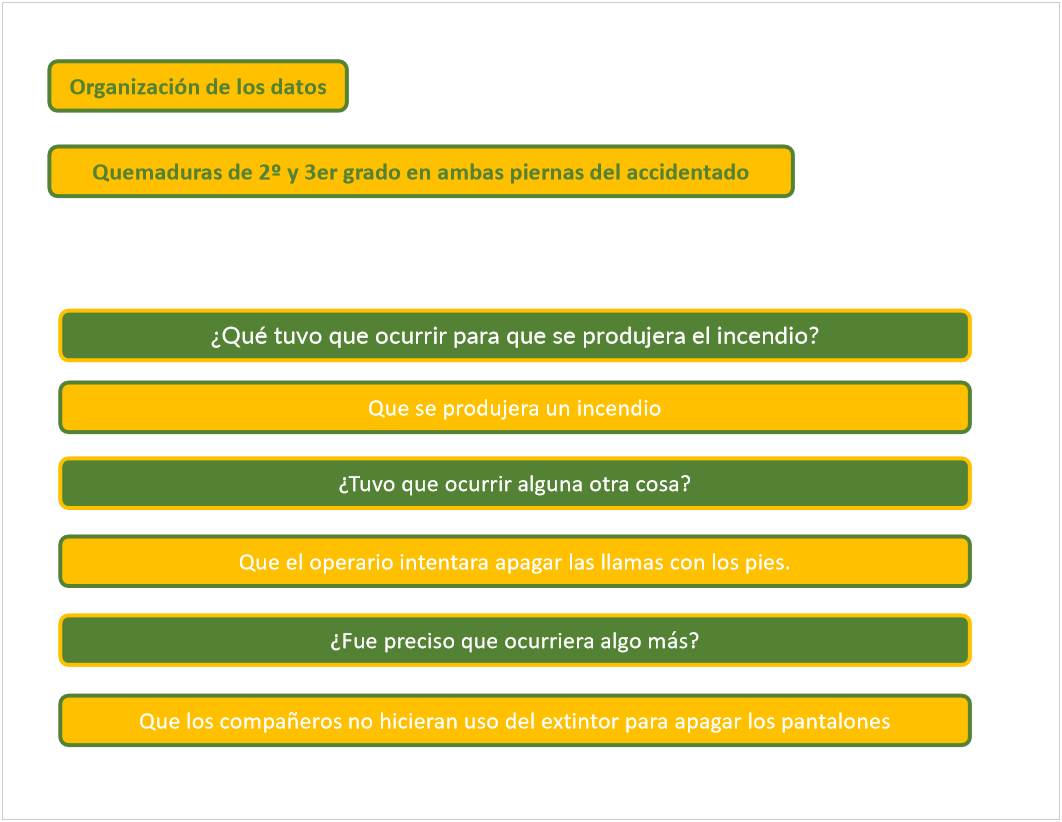 Organización de los datos
Quemaduras de 2º y 3er grado en ambas piernas del accidentado
¿Qué tuvo que ocurrir para que se produjera el incendio?
Que se produjera un incendio
¿Tuvo que ocurrir alguna otra cosa?
Que el operario intentara apagar las llamas con los pies.
¿Fue preciso que ocurriera algo más?
Que los compañeros no hicieran uso del extintor para apagar los pantalones